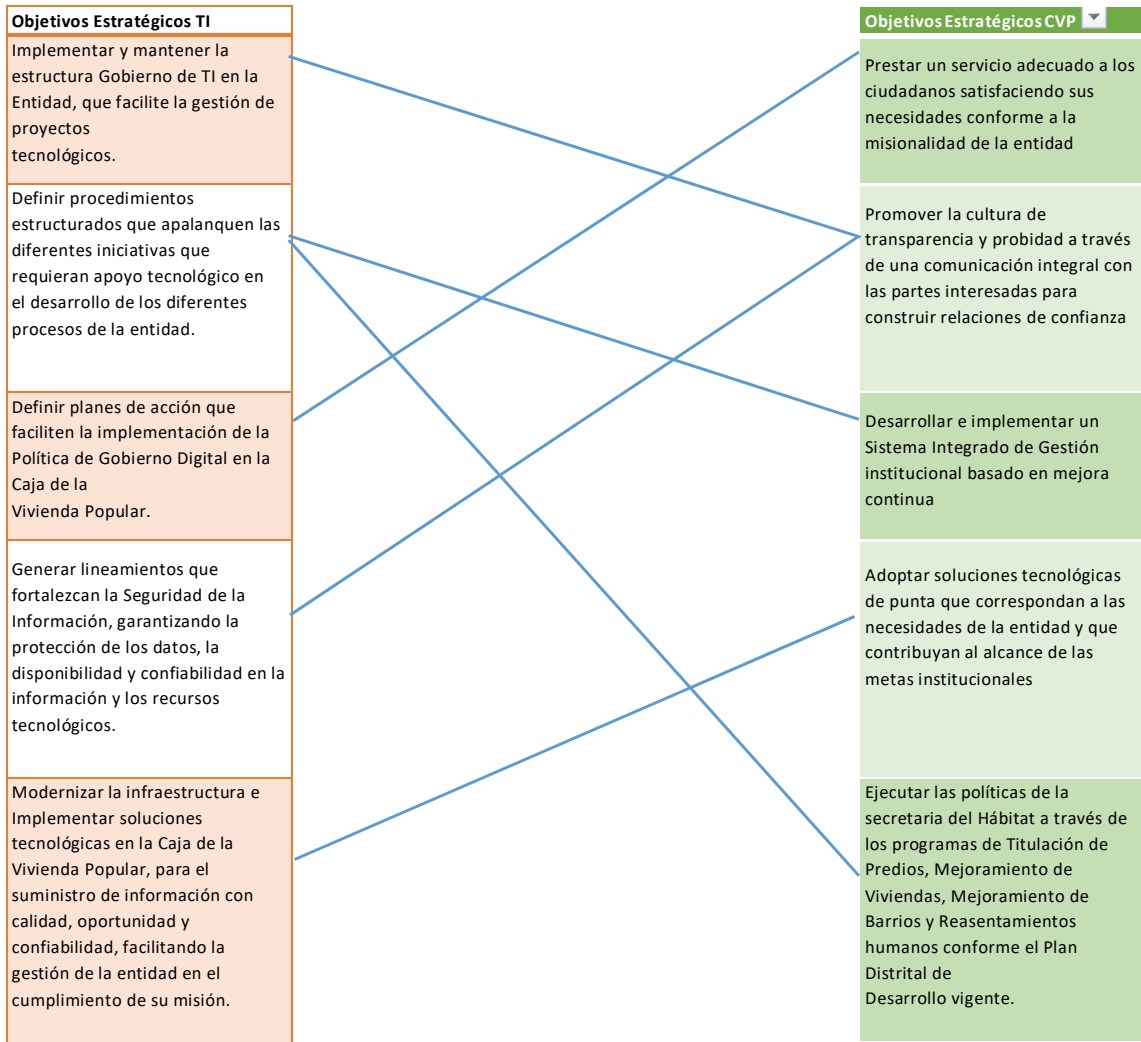 Objetivos Estratégicos TI
Implementar y mantener la
estructura Gobierno de TI en la
Entidad, que facilite la gestión de
proyectos
tecnológicos.
Definir procedimientos
estructurados que apalanquen las
diferentes iniciativas que
requieran apoyo tecnológico en
el desarrollo de los diferentes
procesos de la entidad.
Definir planes de acción que
faciliten la implementación de la
Política de Gobierno Digital en la
Caja de la
Vivienda Popular.
Generar lineamientos que
fortalezcan la Seguridad de la
Información, garantizando la
protección de los datos, la
disponibilidad y confiabilidad en la
información y los recursos
tecnológicos.
Modernizar la infraestructura e
Implementar soluciones
tecnológicas en la Caja de la
Vivienda Popular, para el
suministro de información con
calidad, oportunidad y
confiabilidad, facilitando la
gestión de la entidad en el
cumplimiento de su misión.
Objetivos Estratégicos CVP
Prestar un servicio adecuado a los
ciudadanos satisfaciendo sus
necesidades conforme a la
misionalidad de la entidad
Promover la cultura de
transparencia y probidad a través
de una comunicación integral con
las partes interesadas para
construir relaciones de confianza
Desarrollar e implementar un
Sistema Integrado de Gestión
institucional basado en mejora
continua
Adoptar soluciones tecnológicas
de punta que correspondan a las
necesidades de la entidad y que
contribuyan al alcance de las
metas institucionales
Ejecutar las políticas de la
secretaria del Hábitat a través de
los programas de Titulación de
Predios, Mejoramiento de
Viviendas, Mejoramiento de
Barrios y Reasentamientos
humanos conforme el Plan
Distrital de
Desarrollo vigente.